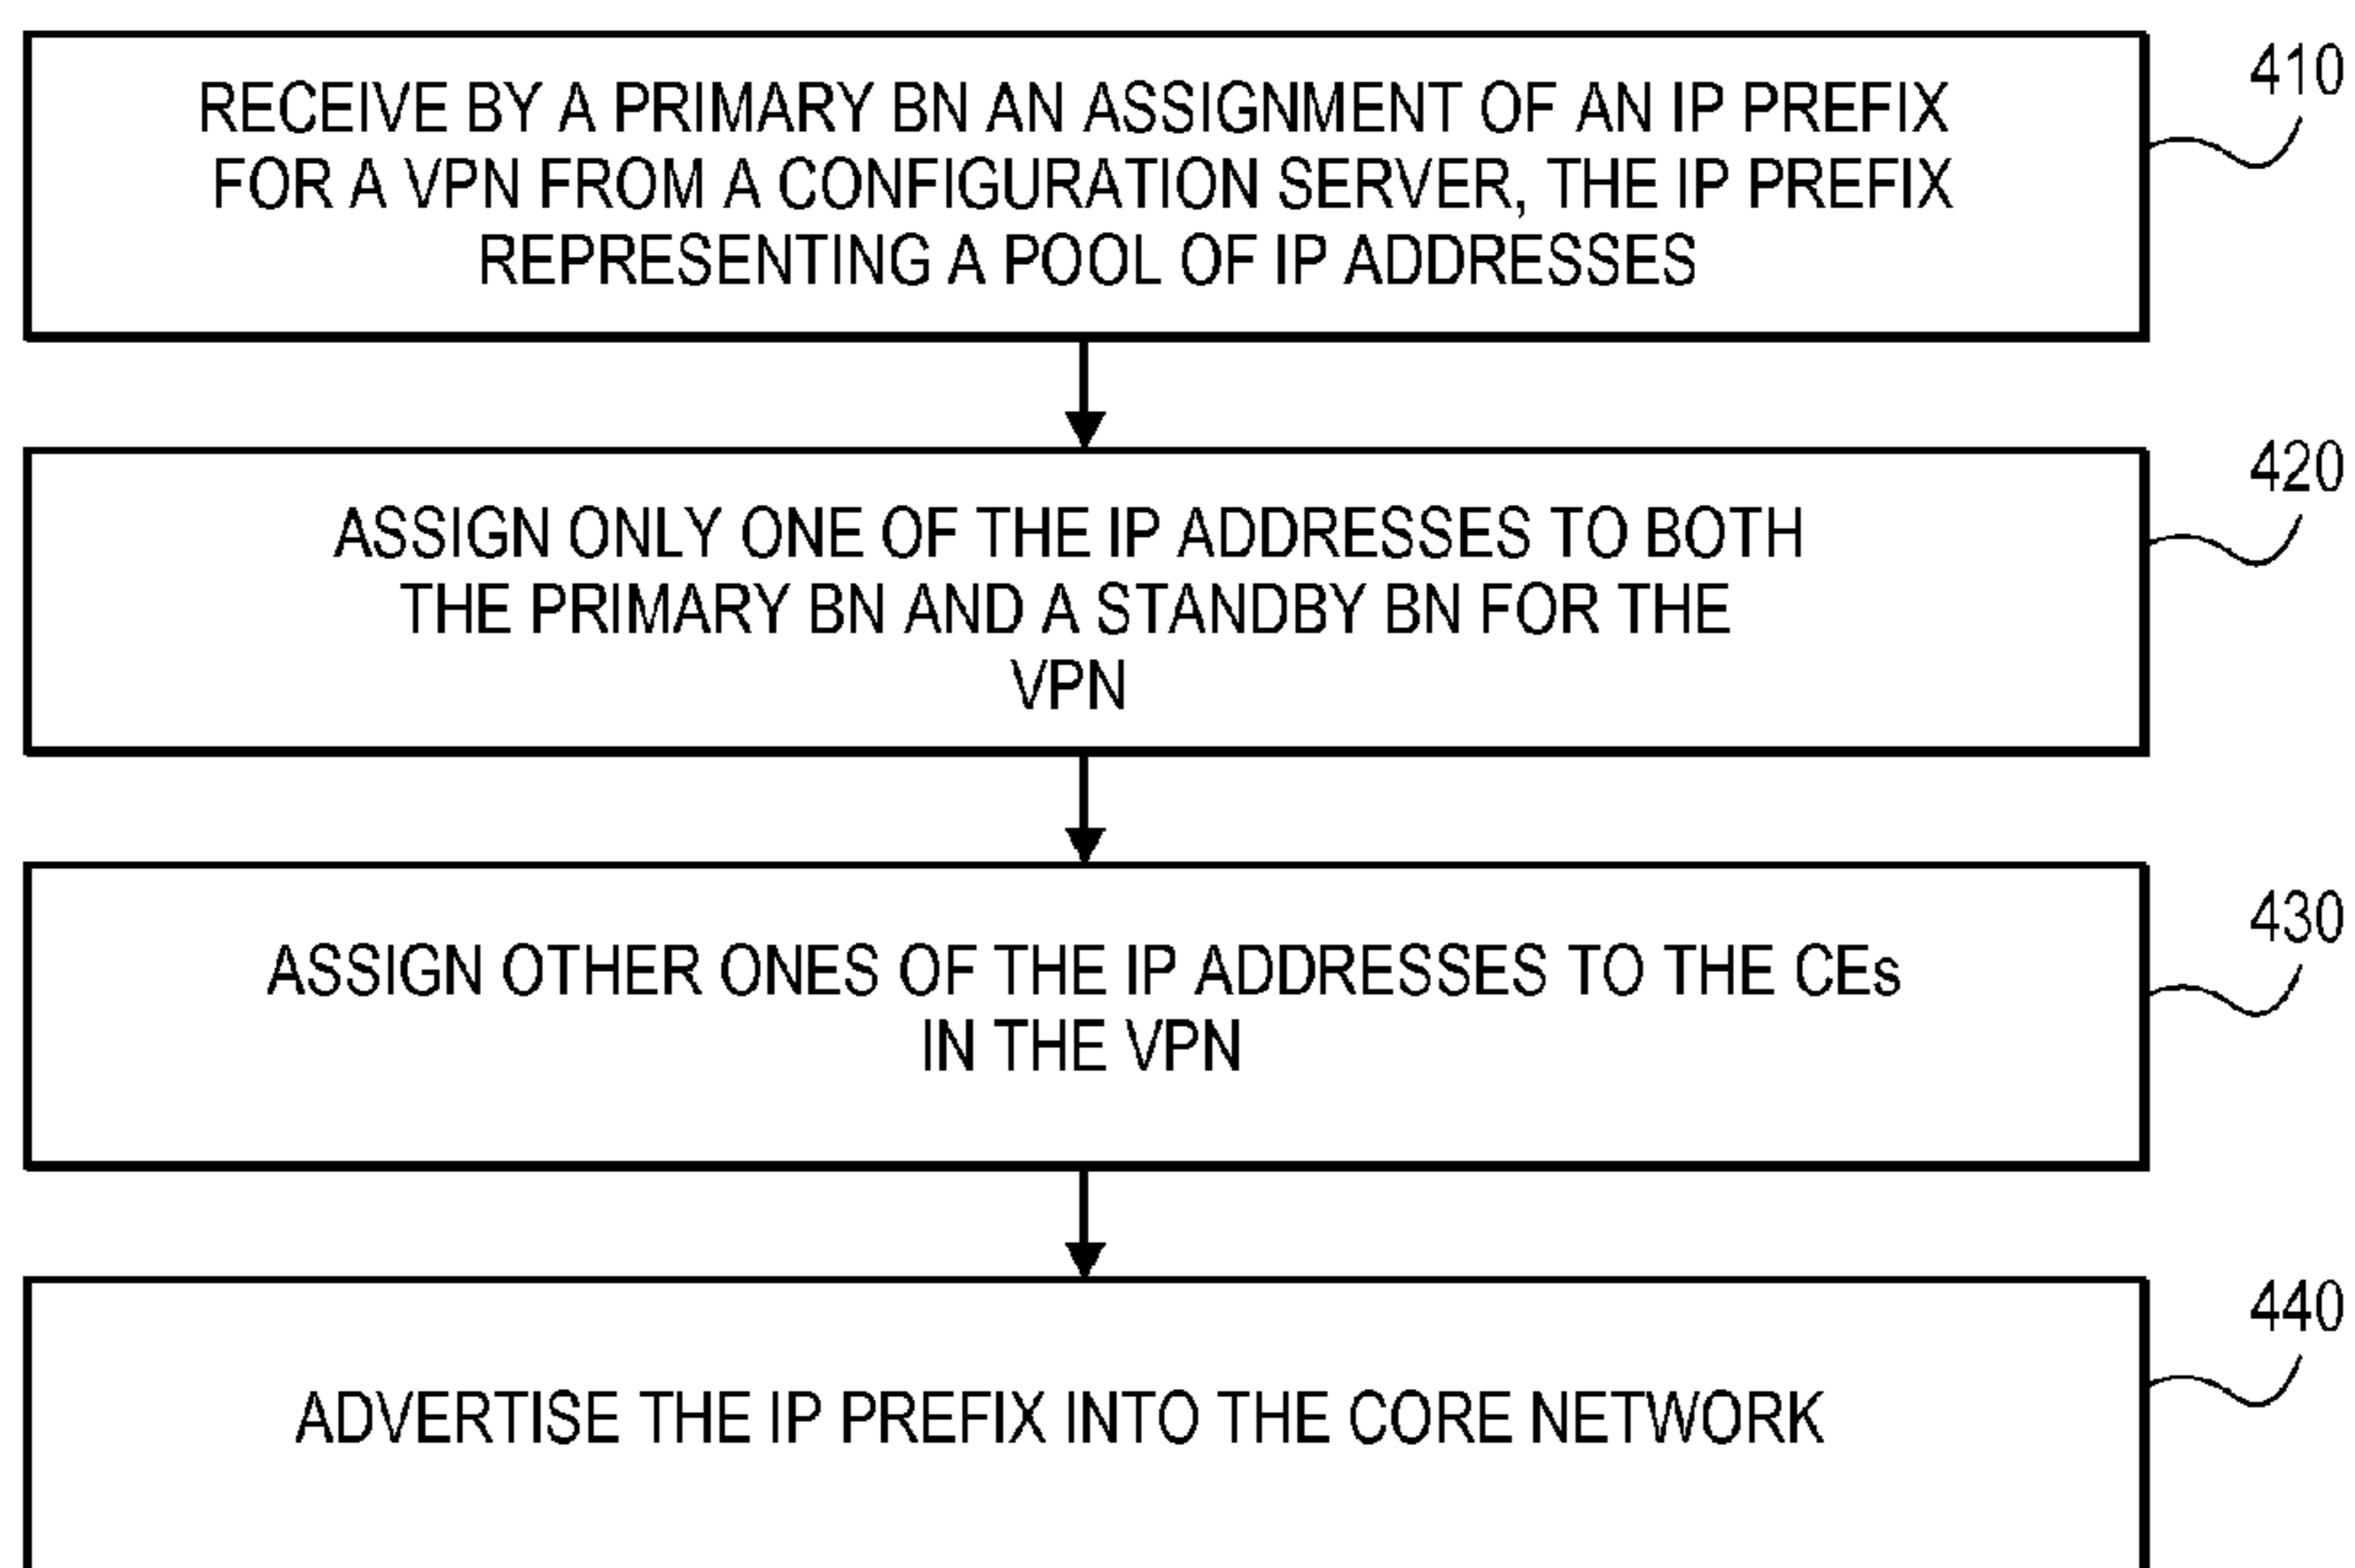 RECEIVE BY A PRIMARY BN AN ASSIGNMENT OF AN IP PREFIX
FOR A VPN FROM A CONFIGURATION SERVER, THE IP PREFIX
REPRESENTING A POOL OF IP ADDRESSES
410
ASSIGN ONLY ONE OF THE IP ADDRESSES TO BOTH
THE PRIMARY BN AND A STANDBY BN FOR THE
VPN
420
ASSIGN OTHER ONES OF THE IP ADDRESSES TO THE CEs
IN THE VPN
430
ADVERTISE THE IP PREFIX INTO THE CORE NETWORK
440